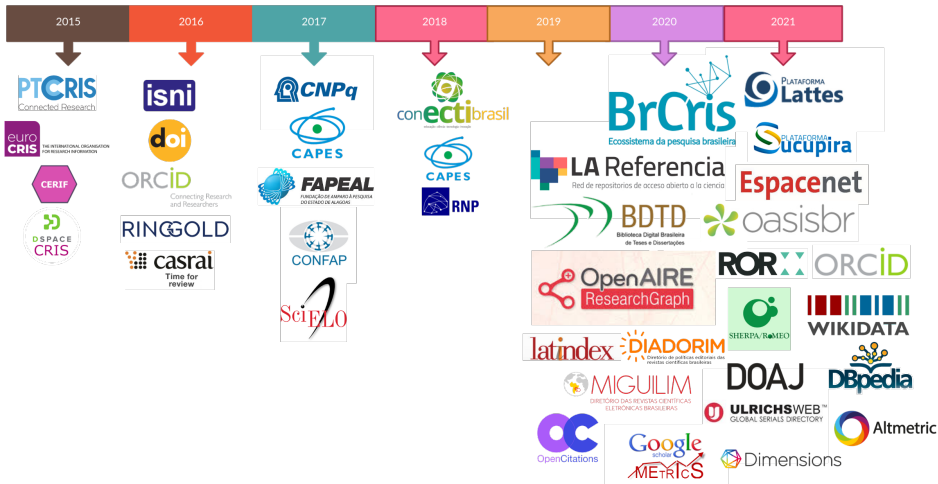 2015
2016
2017
2018
2019
2020
2021
PTCRIS
Connected Research
euro
CRIS
THE INTERNATIONAL ORGANISATION
FOR RESEARCH INFORMATION
CERIF
DSPACE
CRIS
isni
doi
ORCID
Connecting Research
and Researchers
RINGGOLD
casrai
Time for
review
CNPq
CAPES
FAPEAL
FUNDAÇÃO DE AMPARO À PESQUISA
DO ESTADO DE ALAGOAS
CONFAP
SciELO
conectibrasil
CAPES
RNP
BrCris
Ecossistema da pesquisa brasileira
LA Referencia
Red de repositorios de acceso abierto a la ciencia
BDTD
Biblioteca Digital Brasileira
de Teses e Dissertações
OpenAIRE
ResearchGraph
latindex
DIADORIM
Diretório de políticas editoriais das
revistas científicas brasileiras
MIGUILIM
DIRETÓRIO DAS REVISTAS CIENTÍFICAS
ELETRÔNICAS BRASILEIRAS
OpenCitations
Google
scholar
METRICS
PLATAFORMA
Lattes
PLATAFORMA
Sucupira
Espacenet
oasisbr
ROR
ORCID
SHERPA/RoMEO
WIKIDATA
DOAJ
DBpedia
ULRICHSWEB™
GLOBAL SERIALS DIRECTORY
Altmetric
Dimensions